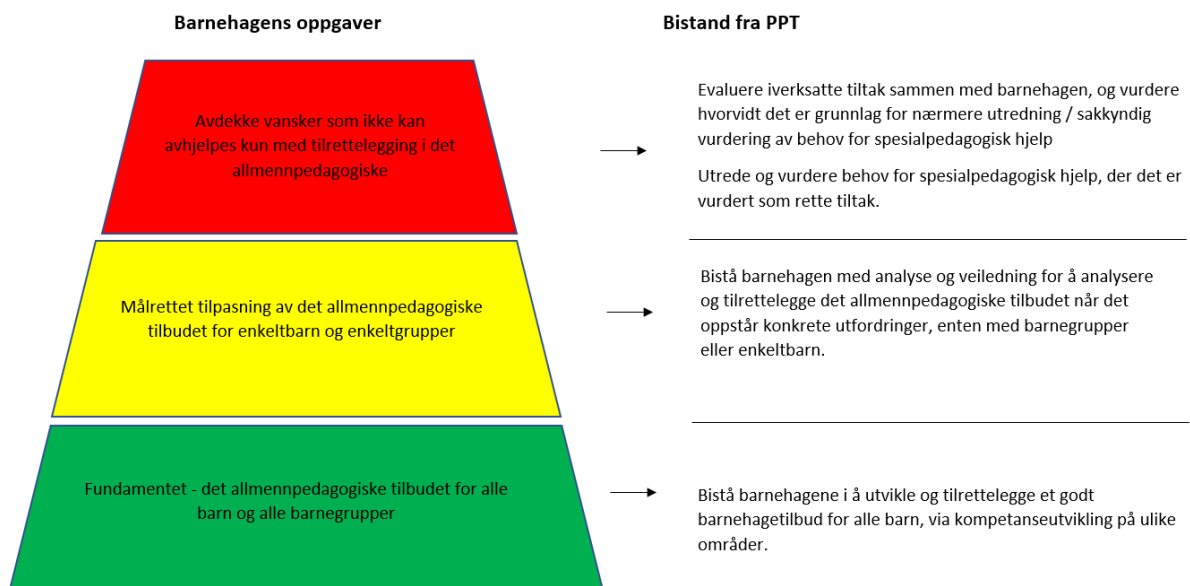 Barnehagens oppgaver
Bistand fra PPT
Avdekke vansker som ikke kan
avhjelpes kun med tilrettelegging i det
allmennpedagogiske
Evaluere iverksatte tiltak sammen med barnehagen, og vurdere
hvorvidt det er grunnlag for nærmere utredning / sakkyndig
vurdering av behov for spesialpedagogisk hjelp
Utrede og vurdere behov for spesialpedagogisk hjelp, der det er
vurdert som rette tiltak.
Målrettet tilpasning av det allmennpedagogiske
tilbudet for enkeltbarn og enkeltgrupper
Bistå barnehagen med analyse og veiledning for å analysere
og tilrettelegge det allmennpedagogiske tilbudet når det
oppstår konkrete utfordringer, enten med barnegrupper
eller enkeltbarn.
Fundamentet - det allmennpedagogiske tilbudet for alle
barn og alle barnegrupper
Bistå barnehagene i å utvikle og tilrettelegge et godt
barnehagetilbud for alle barn, via kompetanseutvikling på ulike
områder.